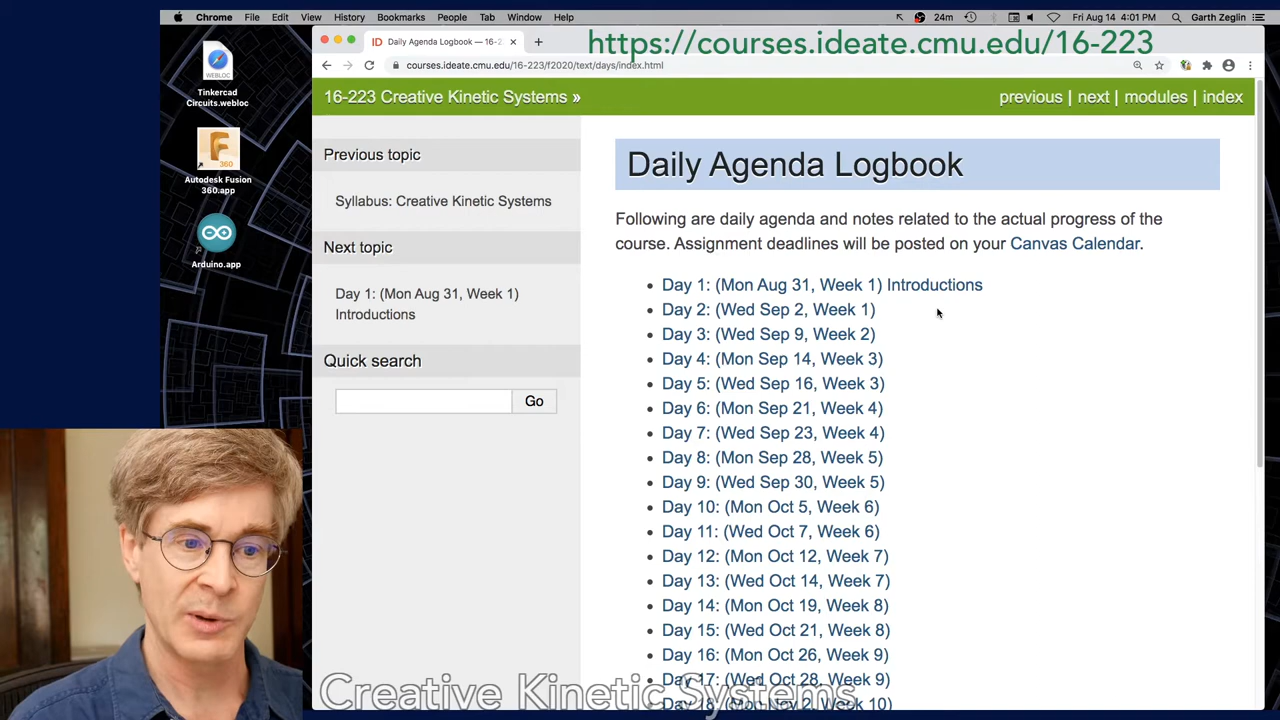 Chrome File Edit View History Bookmarks People Tab Window Help 24m Fri Aug 14 4:01 PM Garth Zeglin
Daily Agenda Logbook — 16-2
https://courses.ideate.cmu.edu/16-223
courses.ideate.cmu.edu/16-223/f2020/text/days/index.html
WEBLOC
Tinkercad
Circuits.webloc
360
Autodesk Fusion
360.app
Arduino.app
16-223 Creative Kinetic Systems »
previous | next | modules | index
Previous topic
Syllabus: Creative Kinetic Systems
Next topic
Day 1: (Mon Aug 31, Week 1)
Introductions
Quick search
Go
Daily Agenda Logbook
Following are daily agenda and notes related to the actual progress of the
course. Assignment deadlines will be posted on your Canvas Calendar.
Day 1: (Mon Aug 31, Week 1) Introductions
Day 2: (Wed Sep 2, Week 1)
Day 3: (Wed Sep 9, Week 2)
Day 4: (Mon Sep 14, Week 3)
Day 5: (Wed Sep 16, Week 3)
Day 6: (Mon Sep 21, Week 4)
Day 7: (Wed Sep 23, Week 4)
Day 8: (Mon Sep 28, Week 5)
Day 9: (Wed Sep 30, Week 5)
Day 10: (Mon Oct 5, Week 6)
Day 11: (Wed Oct 7, Week 6)
Day 12: (Mon Oct 12, Week 7)
Day 13: (Wed Oct 14, Week 7)
Day 14: (Mon Oct 19, Week 8)
Day 15: (Wed Oct 21, Week 8)
Day 16: (Mon Oct 26, Week 9)
Day 17: (Wed Oct 28, Week 9)
Day 18: (Mon Nov 2, Week 10)
Creative Kinetic Systems